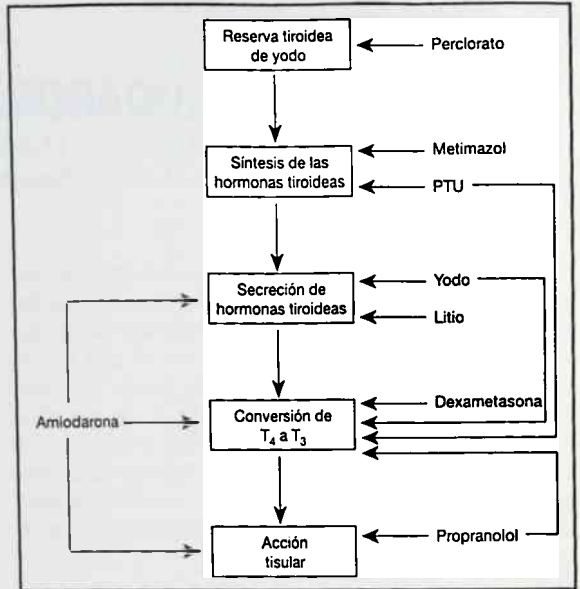 Reserva tiroidea
de yodo
Perclorato
Síntesis de las
hormonas tiroideas
Metimazol
PTU
Secreción de
hormonas tiroideas
Yodo
Litio
Amiodarona
Conversión de
T₄ a T₃
Dexametasona
Acción
tisular
Propranolol